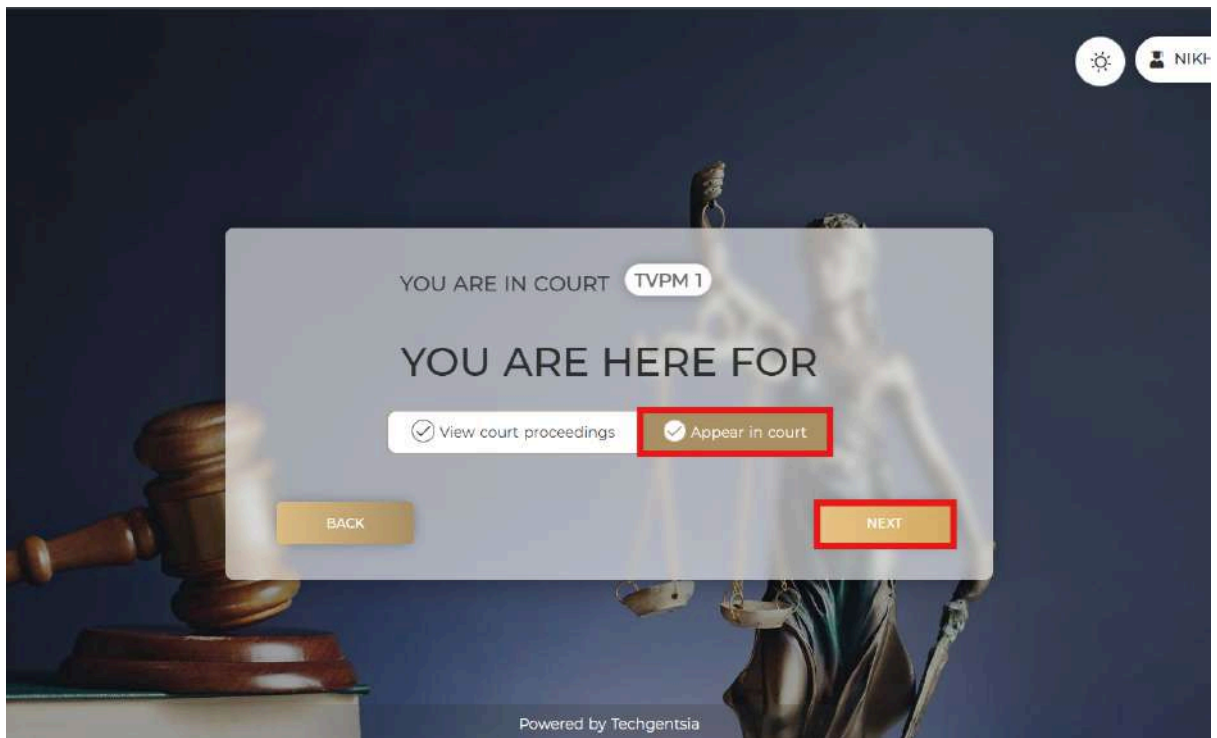 NIKH
YOU ARE IN COURT TVPM 1
YOU ARE HERE FOR
View court proceedings Appear in court
BACK NEXT
Powered by Techgentsia